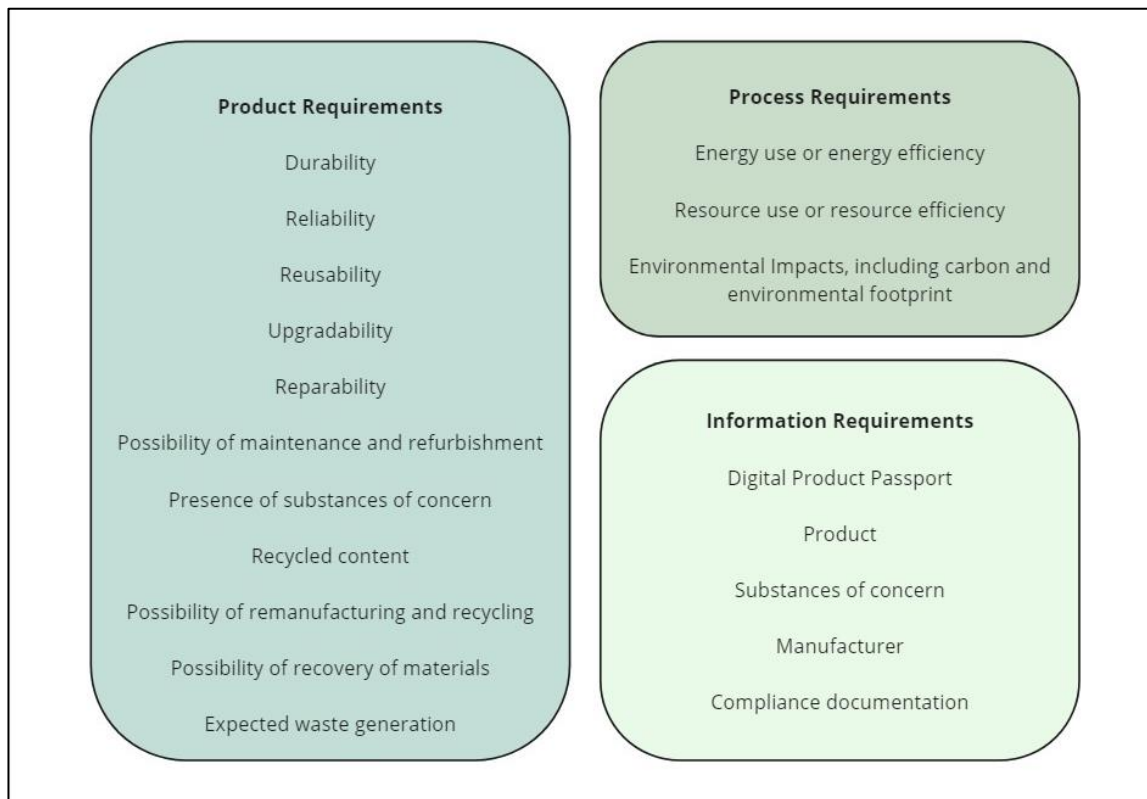 Product Requirements
Durability
Reliability
Reusability
Upgradability
Reparability
Possibility of maintenance and refurbishment
Presence of substances of concern
Recycled content
Possibility of remanufacturing and recycling
Possibility of recovery of materials
Expected waste generation
Process Requirements
Energy use or energy efficiency
Resource use or resource efficiency
Environmental Impacts, including carbon and
environmental footprint
Information Requirements
Digital Product Passport
Product
Substances of concern
Manufacturer
Compliance documentation